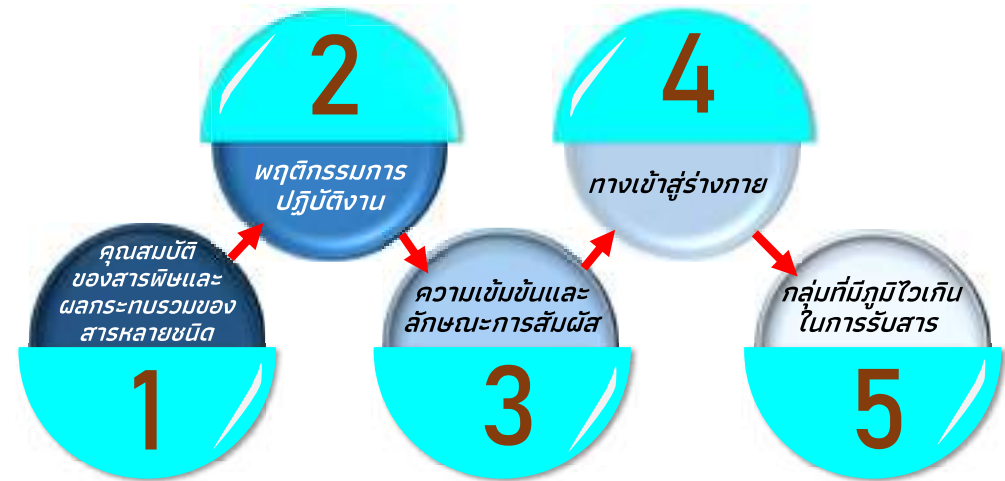 1
คุณสมบัติ
ของสารพิษและ
ผลกระทบรวมของ
สารหลายชนิด
2
พฤติกรรมการ
ปฏิบัติงาน
3
ความเข้มข้นและ
ลักษณะการสัมผัส
4
ทางเข้าสู่ร่างกาย
5
กลุ่มที่มีภูมิไวเกิน
ในการรับสาร